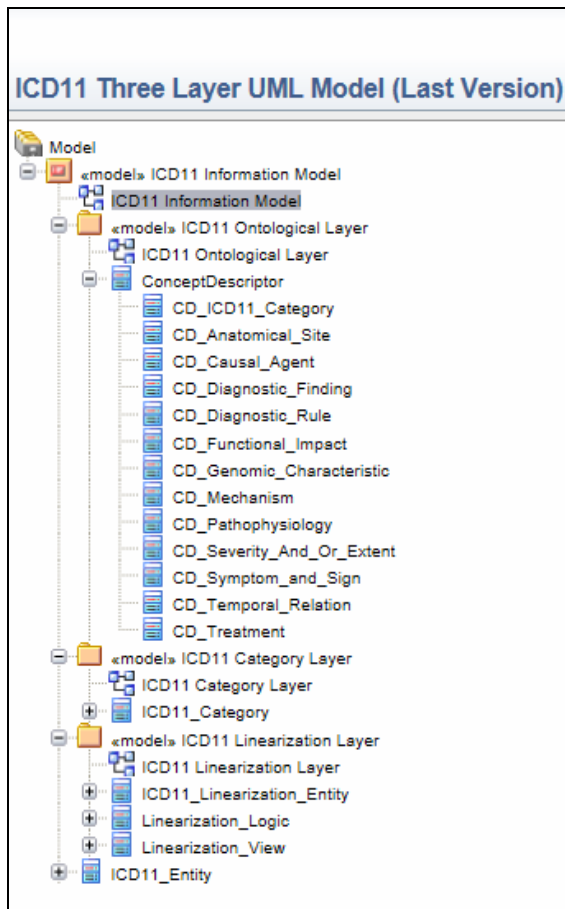 ICD11 Three Layer UML Model (Last Version)
Model
«model» ICD11 Information Model
ICD11 Information Model
«model» ICD11 Ontological Layer
ICD11 Ontological Layer
ConceptDescriptor
CD_ICD11_Category
CD_Anatomical_Site
CD_Causal_Agent
CD_Diagnostic_Finding
CD_Diagnostic_Rule
CD_Functional_Impact
CD_Genomic_Characteristic
CD_Mechanism
CD_Pathophysiology
CD_Severity_And_Or_Extent
CD_Symptom_and_Sign
CD_Temporal_Relation
CD_Treatment
«model» ICD11 Category Layer
ICD11 Category Layer
ICD11_Category
«model» ICD11 Linearization Layer
ICD11 Linearization Layer
ICD11_Linearization_Entity
Linearization_Logic
Linearization_View
ICD11_Entity